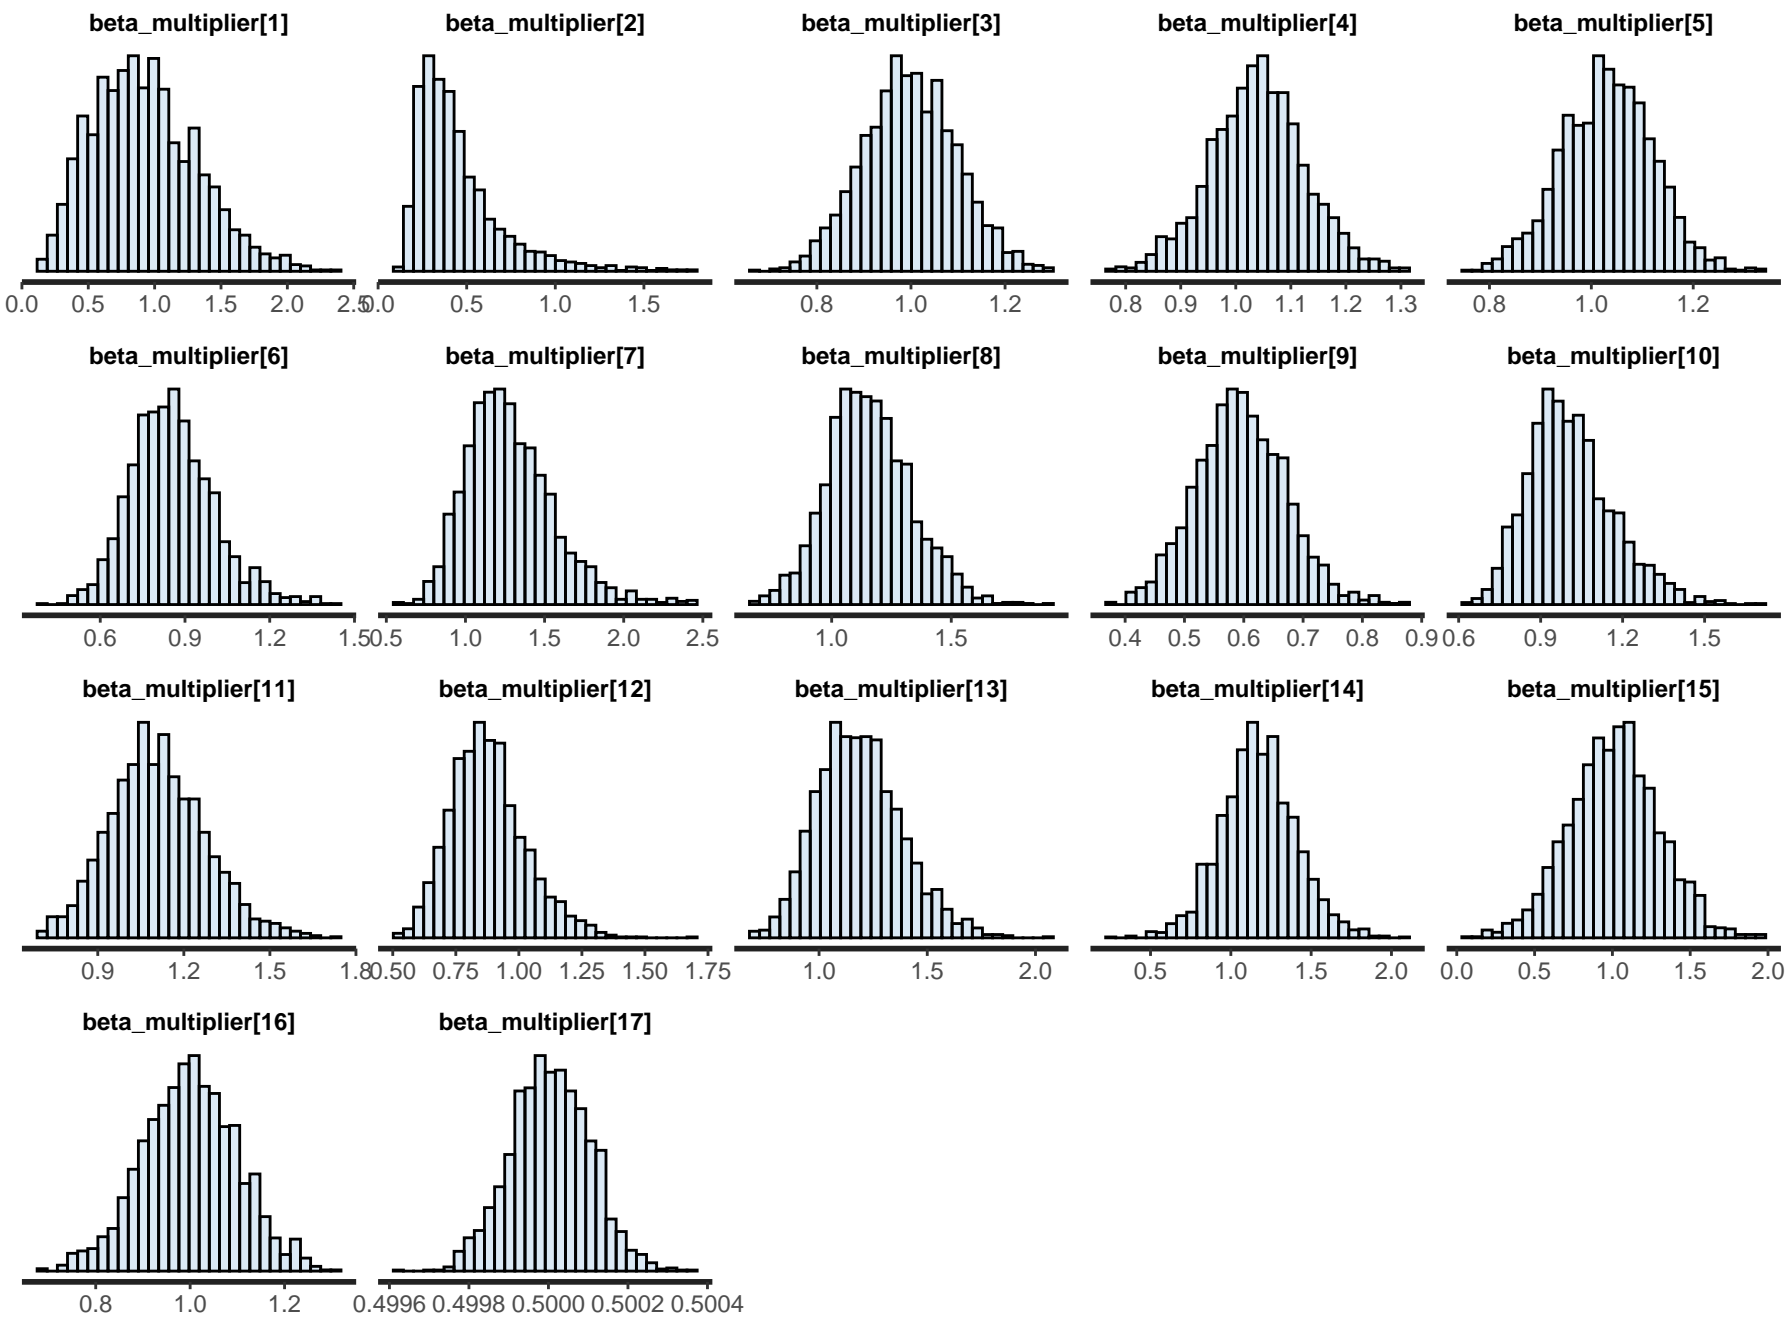 beta_multiplier[1] beta_multiplier[2] beta_multiplier[3] beta_multiplier[4] beta_multiplier[5]
0.0 0.5 1.0 1.5 2.0 2.5 0.0 0.5 1.0 1.5 0.8 1.0 1.2 0.8 0.9 1.0 1.1 1.2 1.3 0.8 1.0 1.2
beta_multiplier[6] beta_multiplier[7] beta_multiplier[8] beta_multiplier[9] beta_multiplier[10]
0.6 0.9 1.2 1.5 0.5 1.0 1.5 2.0 2.5 1.0 1.5 0.4 0.5 0.6 0.7 0.8 0.9 0.6 0.9 1.2 1.5
beta_multiplier[11] beta_multiplier[12] beta_multiplier[13] beta_multiplier[14] beta_multiplier[15]
0.9 1.2 1.5 1.8 0.50 0.75 1.00 1.25 1.50 1.75 1.0 1.5 2.0 0.5 1.0 1.5 2.0 0.0 0.5 1.0 1.5 2.0
beta_multiplier[16] beta_multiplier[17]
0.8 1.0 1.2 0.4996 0.4998 0.5000 0.5002 0.5004